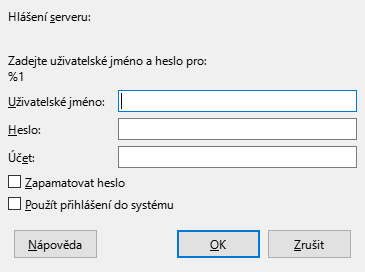 Hlášení serveru:
Zadejte uživatelské jméno a heslo pro:
%1
Uživatelské jméno:
Heslo:
Účet:
Zapamatovat heslo
Použít přihlášení do systému
Nápověda
OK
Zrušit